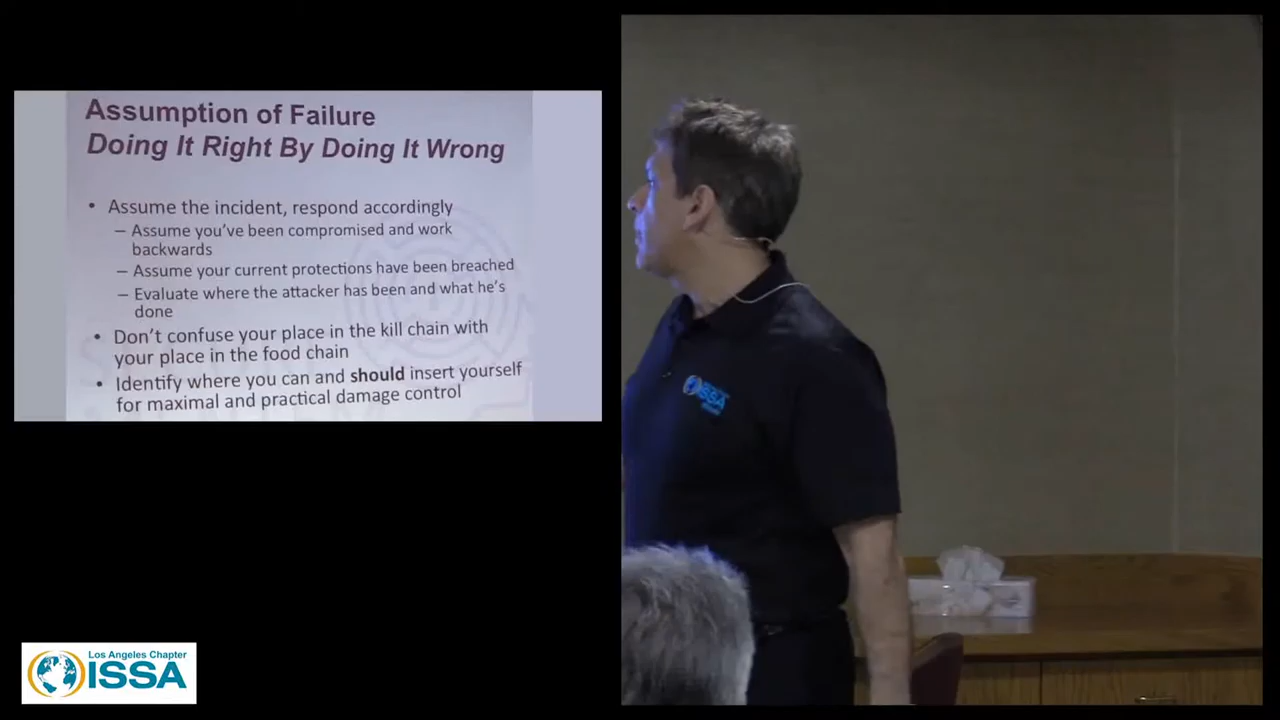 Assumption of Failure
Doing It Right By Doing It Wrong
• Assume the incident, respond accordingly
– Assume you've been compromised and work
backwards
– Assume your current protections have been breached
– Evaluate where the attacker has been and what he's
done
• Don't confuse your place in the kill chain with
your place in the food chain
• Identify where you can and should insert yourself
for maximal and practical damage control
ISSA
Los Angeles Chapter
ISSA